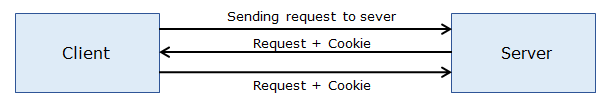 Sending request to sever
Client
Request + Cookie
Server
Request + Cookie